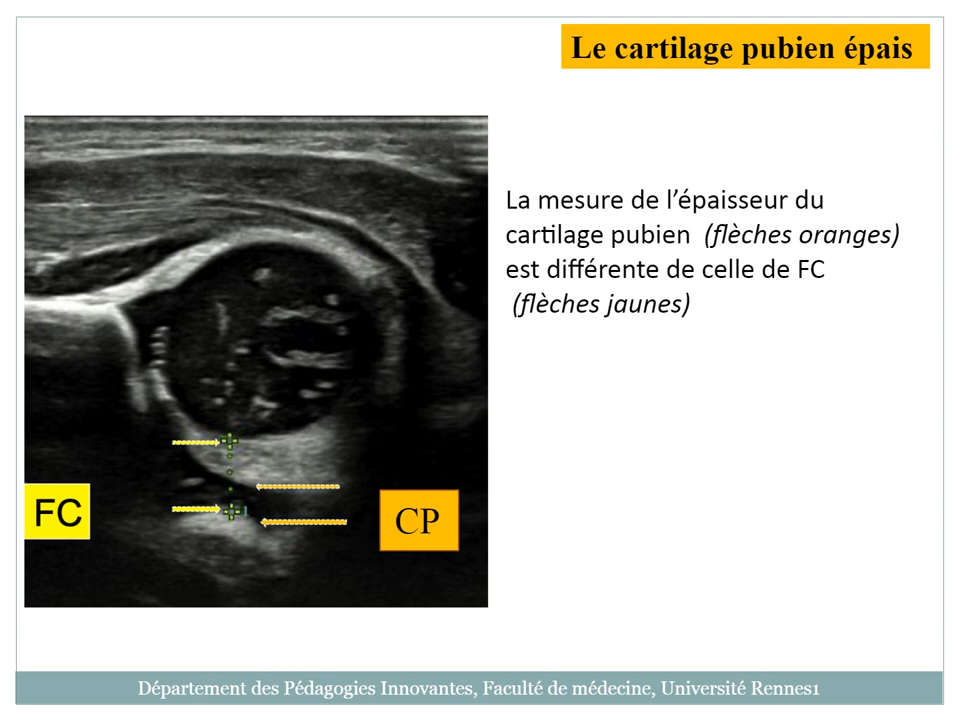 Le cartilage pubien épais
La mesure de l’épaisseur du
cartilage pubien (flèches oranges)
est différente de celle de FC
(flèches jaunes)
FC
CP
1
Département des Pédagogies Innovantes, Faculté de médecine, Université Rennes1